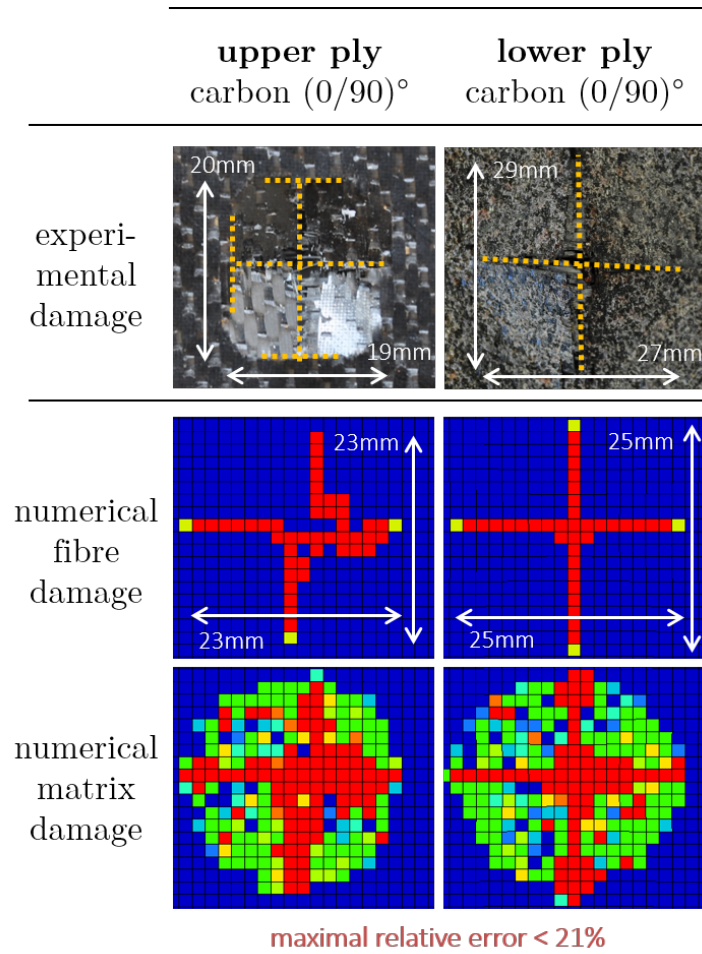 upper ply
carbon (0/90)°
lower ply
carbon (0/90)°
experi-
mental
damage
20mm
19mm
29mm
27mm
numerical
fibre
damage
23mm
23mm
25mm
25mm
numerical
matrix
damage
maximal relative error < 21%